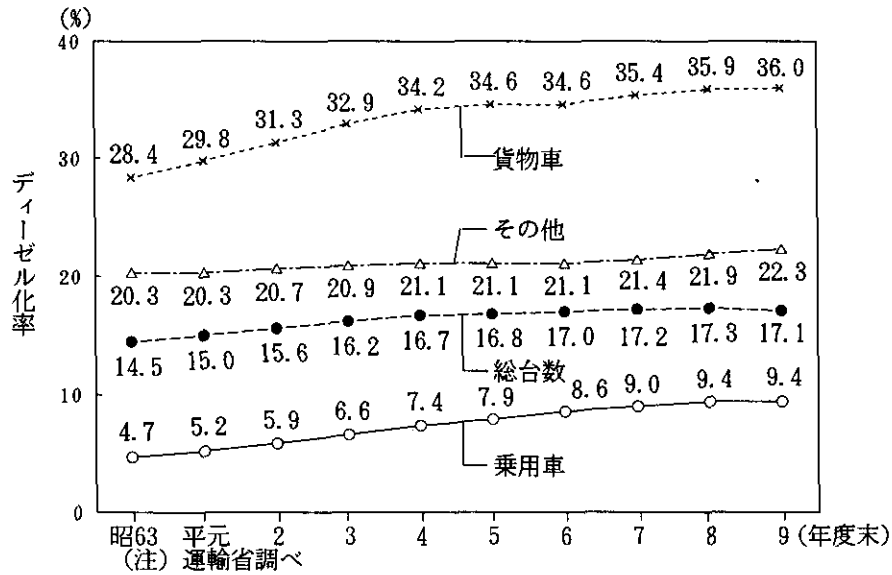 (%)
40
30
20
10
0
ディーゼル化率
28.4 29.8 31.3 32.9 34.2 34.6 34.6 35.4 35.9 36.0
貨物車
その他
20.3 20.3 20.7 20.9 21.1 21.1 21.1 21.4 21.9 22.3
14.5 15.0 15.6 16.2 16.7 16.8 17.0 17.2 17.3 17.1
総台数
4.7 5.2 5.9 6.6 7.4 7.9 8.6 9.0 9.4 9.4
乗用車
昭63 平元 2 3 4 5 6 7 8 9 (年度末)
(注) 運輸省調べ